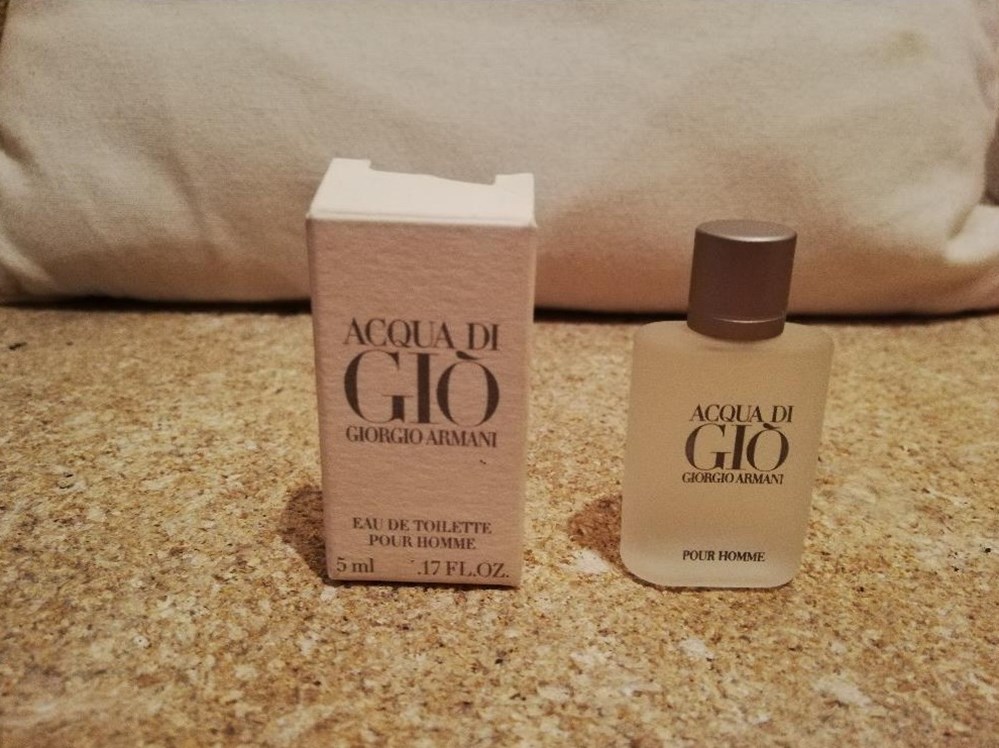 ACQUA DI
GIÒ
GIORGIO ARMANI
EAU DE TOILETTE
POUR HOMME
5 ml .17 FL.OZ.
ACQUA DI
GIÒ
GIORGIO ARMANI
POUR HOMME